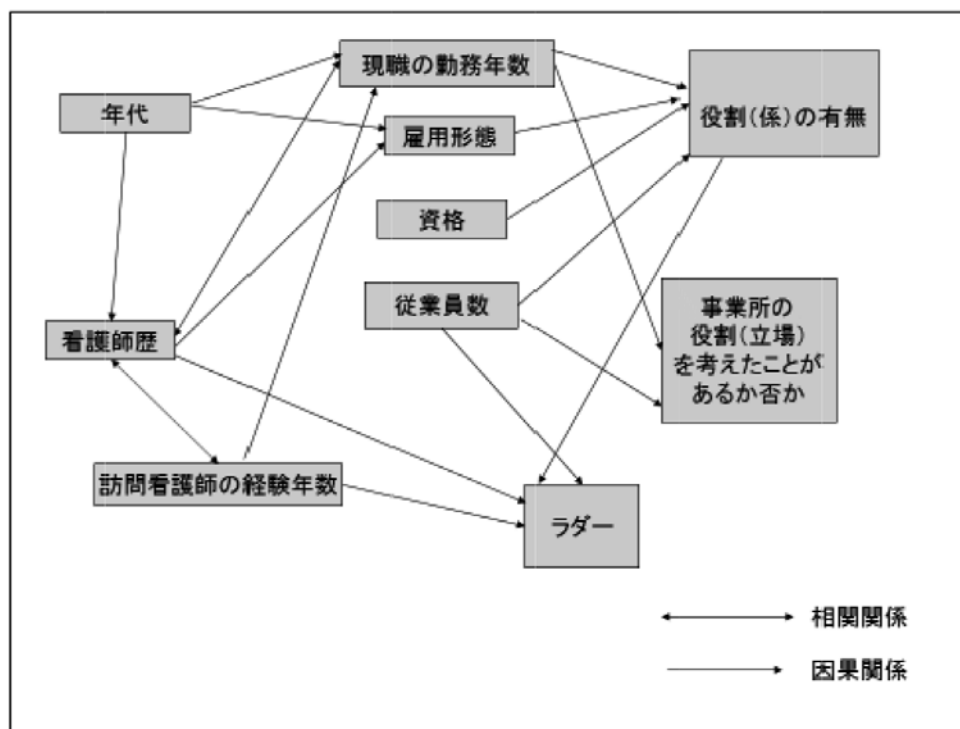 現職の勤務年数
年代
役割(係)の有無
雇用形態
資格
従業員数
事業所の
役割(立場)
を考えたことが
あるか否か
看護師歴
訪問看護師の経験年数
ラダー
相関関係
因果関係